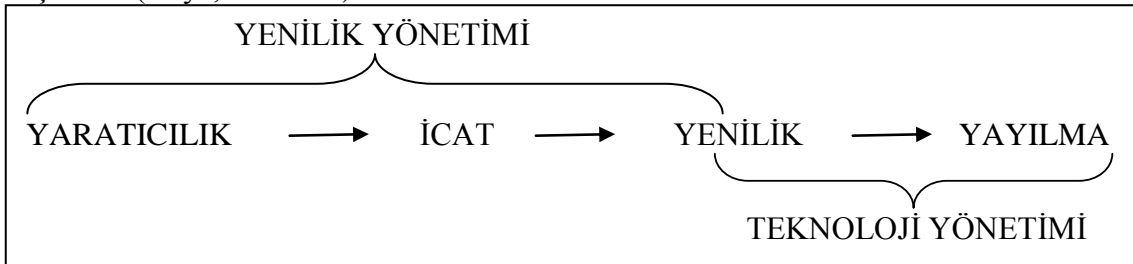 YENİLİK YÖNETİMİ
YARATICILIK İCAT YENİLİK YAYILMA
TEKNOLOJİ YÖNETİMİ